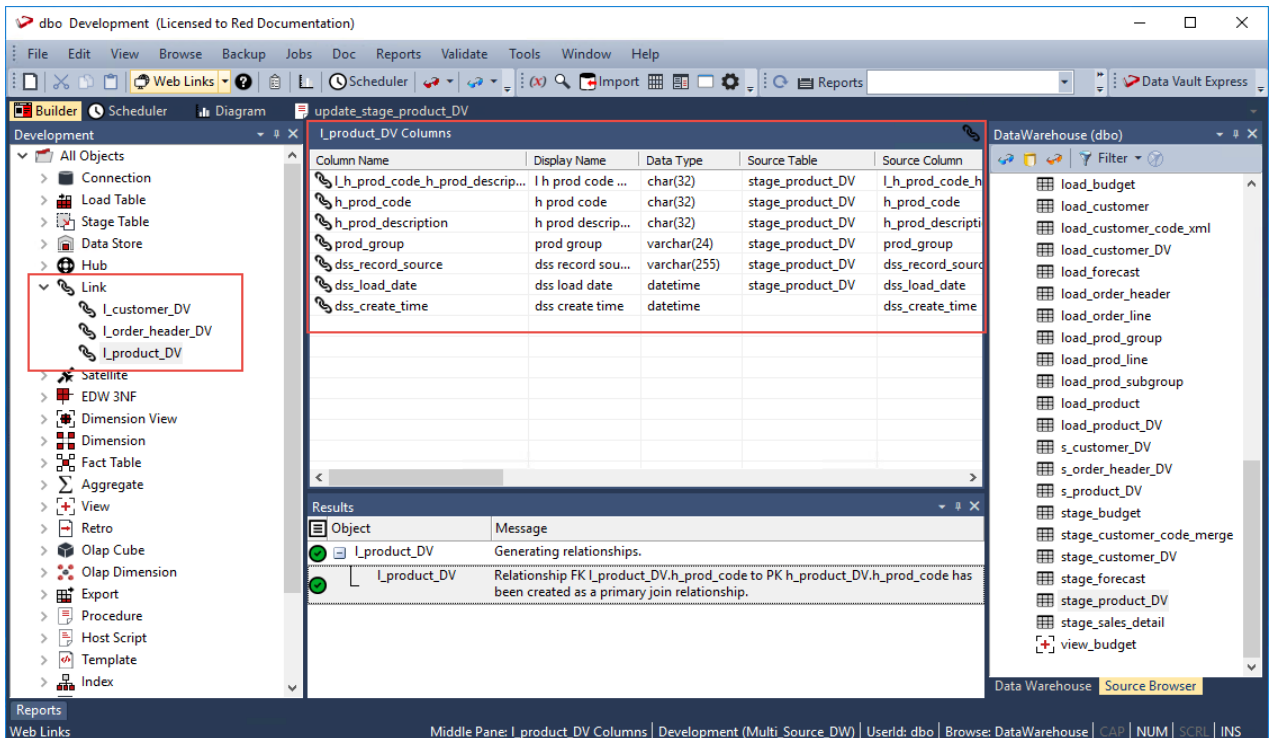 dbo Development (Licensed to Red Documentation)
File Edit View Browse Backup Jobs Doc Reports Validate Tools Window Help
Web Links Scheduler (x) Import Reports Data Vault Express
Builder Scheduler Diagram update_stage_product_DV
Development
All Objects
Connection
Load Table
Stage Table
Data Store
Hub
Link
l_customer_DV
l_order_header_DV
l_product_DV
Satellite
EDW 3NF
Dimension View
Dimension
Fact Table
Aggregate
View
Retro
Olap Cube
Olap Dimension
Export
Procedure
Host Script
Template
Index
l_product_DV Columns
Column Name Display Name Data Type Source Table Source Column
l_h_prod_code_h_prod_descrip... l h prod code ... char(32) stage_product_DV l_h_prod_code_h
h_prod_code h prod code char(32) stage_product_DV h_prod_code
h_prod_description h prod descrip... char(32) stage_product_DV h_prod_descripti
prod_group prod group varchar(24) stage_product_DV prod_group
dss_record_source dss record sou... varchar(255) stage_product_DV dss_record_sourc
dss_load_date dss load date datetime stage_product_DV dss_load_date
dss_create_time dss create time datetime dss_create_time
Results
Object Message
l_product_DV Generating relationships.
l_product_DV Relationship FK l_product_DV.h_prod_code to PK h_product_DV.h_prod_code has
been created as a primary join relationship.
DataWarehouse (dbo)
Filter
load_budget
load_customer
load_customer_code_xml
load_customer_DV
load_forecast
load_order_header
load_order_line
load_prod_group
load_prod_line
load_prod_subgroup
load_product
load_product_DV
s_customer_DV
s_order_header_DV
s_product_DV
stage_budget
stage_customer_code_merge
stage_customer_DV
stage_forecast
stage_product_DV
stage_sales_detail
view_budget
Data Warehouse Source Browser
Reports
Web Links Middle Pane: l_product_DV Columns Development (Multi_Source_DW) UserId: dbo Browse: DataWarehouse CAP NUM SCRL INS